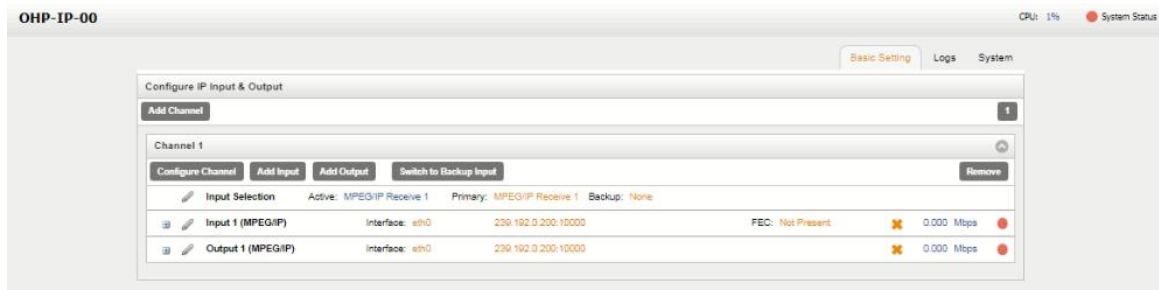 OHP-IP-00 CPU: 1% System Status
Basic Setting Logs System
Configure IP Input & Output
Add Channel 1
Channel 1
Configure Channel Add Input Add Output Switch to Backup Input Remove
Input Selection Active: MPEG/IP Receive 1 Primary: MPEG/IP Receive 1 Backup: None
Input 1 (MPEG/IP) Interface: eth0 239.192.0.200:10000 FEC: Not Present 0.000 Mbps
Output 1 (MPEG/IP) Interface: eth0 239.192.0.200:10000 0.000 Mbps